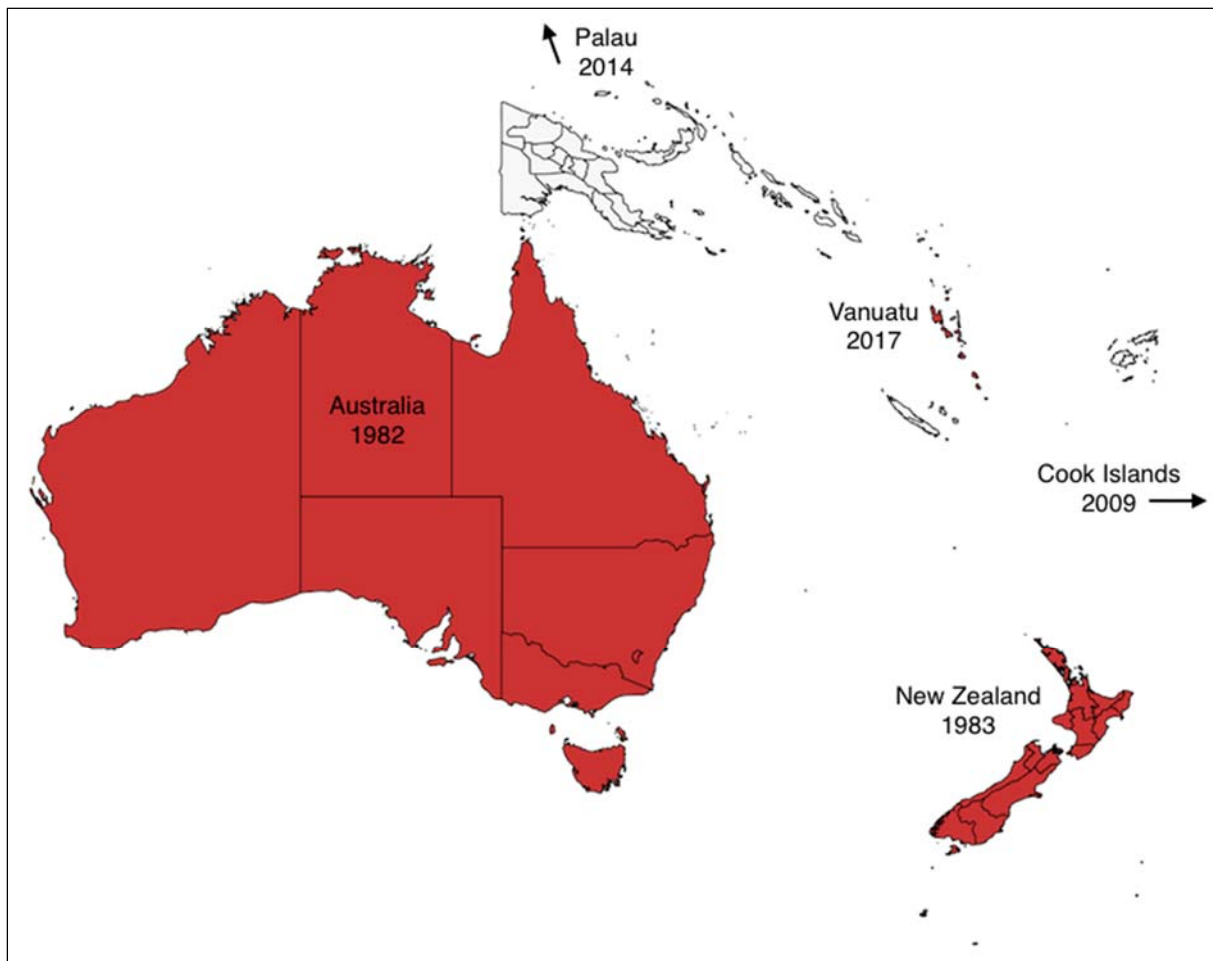 Palau
2014
Vanuatu
2017
Australia
1982
Cook Islands
2009
New Zealand
1983